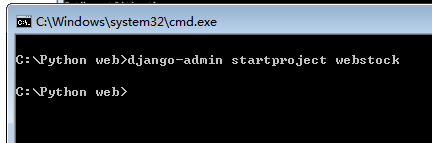 C:\Windows\system32\cmd.exe
C:\Python web>django-admin startproject webstock
C:\Python web>